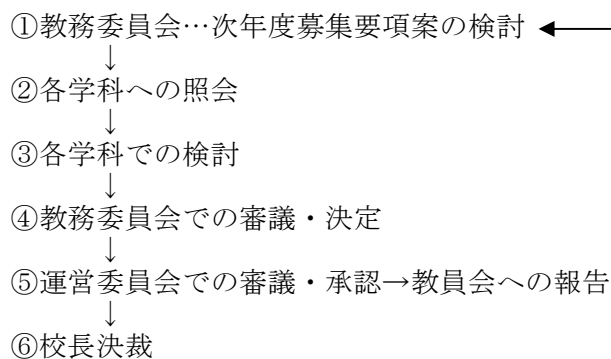 ①教務委員会…次年度募集要項案の検討
↓
②各学科への照会
↓
③各学科での検討
↓
④教務委員会での審議・決定
↓
⑤運営委員会での審議・承認→教員会への報告
↓
⑥校長決裁